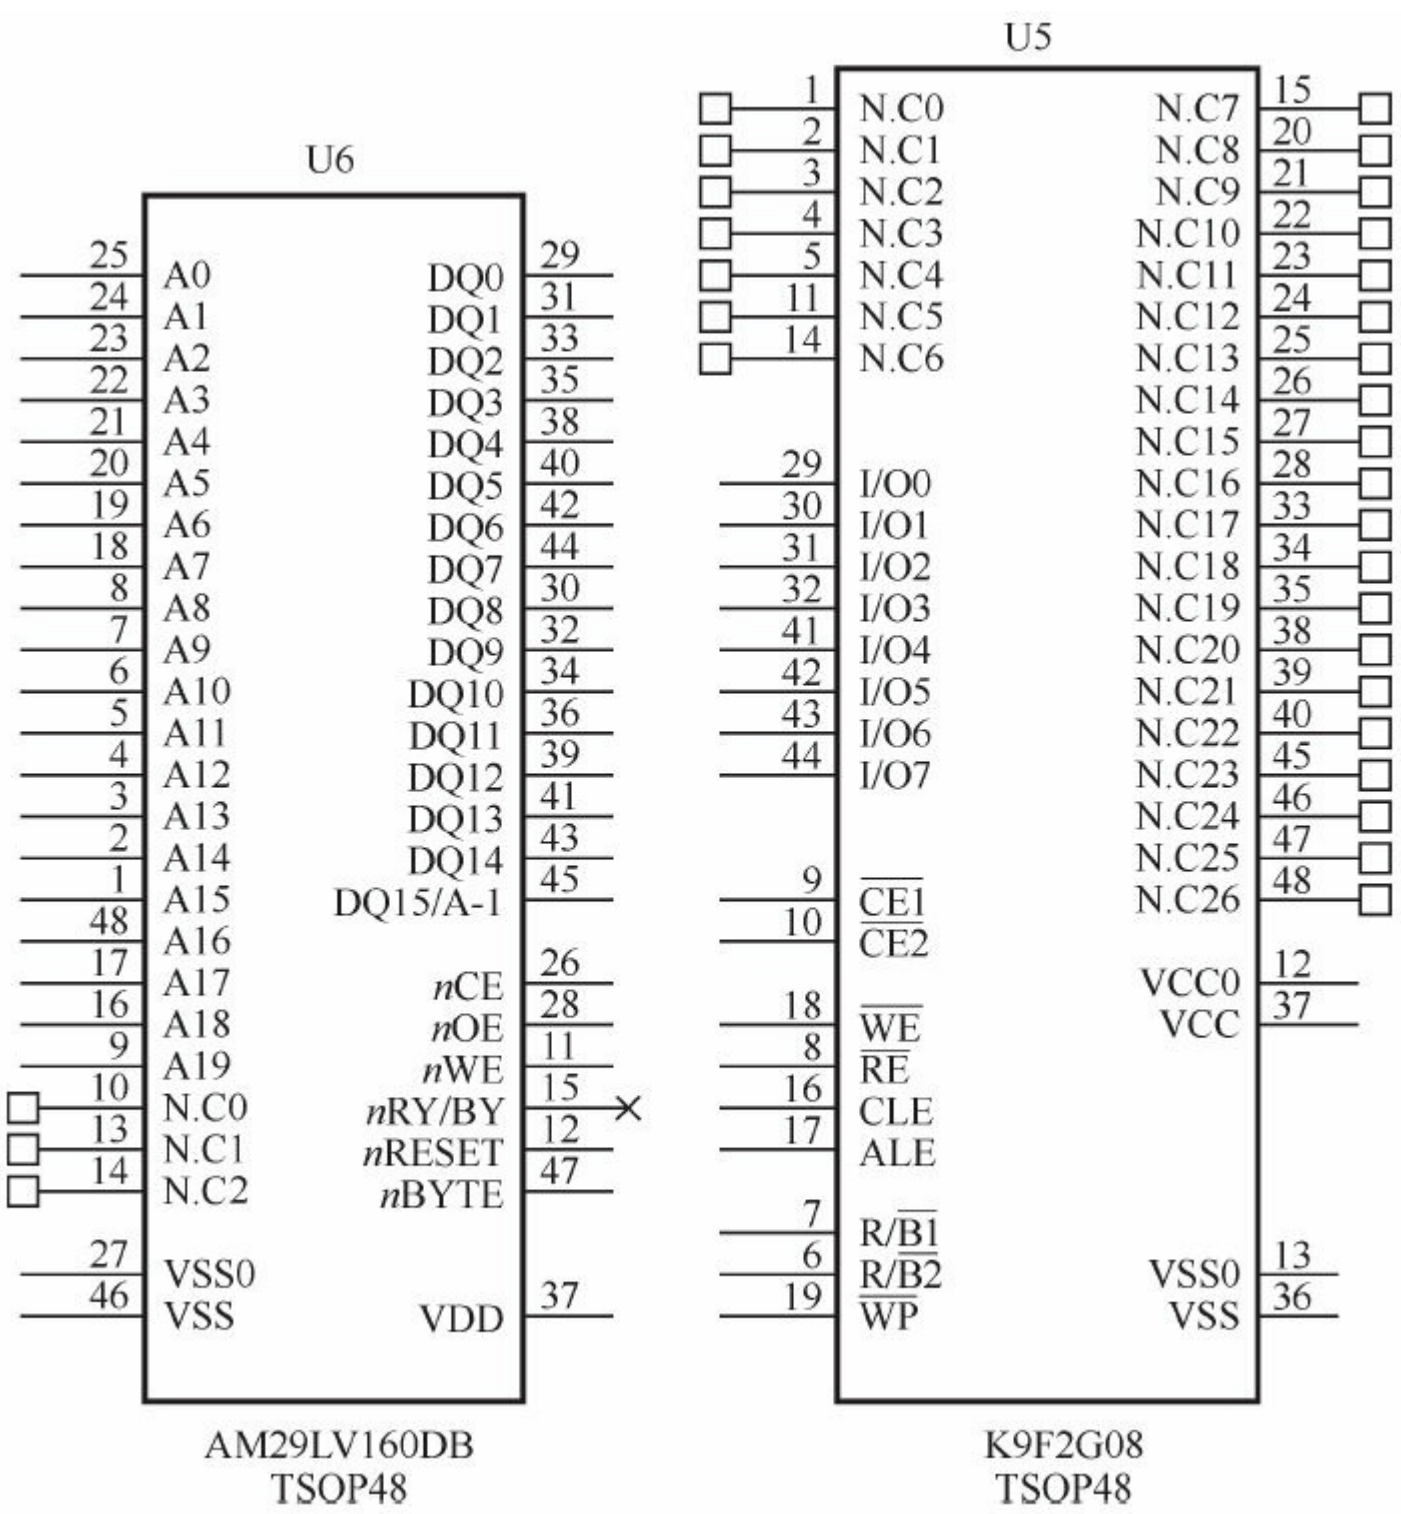 U6
25 A0 DQ0 29
24 A1 DQ1 31
23 A2 DQ2 33
22 A3 DQ3 35
21 A4 DQ4 38
20 A5 DQ5 40
19 A6 DQ6 42
18 A7 DQ7 44
8 A8 DQ8 30
7 A9 DQ9 32
6 A10 DQ10 34
5 A11 DQ11 36
4 A12 DQ12 39
3 A13 DQ13 41
2 A14 DQ14 43
1 A15 DQ15/A-1 45
48 A16
17 A17 nCE 26
16 A18 nOE 28
9 A19 nWE 11
10 N.C0 nRY/BY 15
13 N.C1 nRESET 12
14 N.C2 nBYTE 47
27 VSS0
46 VSS VDD 37
AM29LV160DB
TSOP48
U5
1 N.C0 N.C7 15
2 N.C1 N.C8 20
3 N.C2 N.C9 21
4 N.C3 N.C10 22
5 N.C4 N.C11 23
11 N.C5 N.C12 24
14 N.C6 N.C13 25
N.C14 26
N.C15 27
29 I/O0 N.C16 28
30 I/O1 N.C17 33
31 I/O2 N.C18 34
32 I/O3 N.C19 35
41 I/O4 N.C20 38
42 I/O5 N.C21 39
43 I/O6 N.C22 40
44 I/O7 N.C23 45
N.C24 46
N.C25 47
9 C̅E̅1̅ N.C26 48
10 C̅E̅2̅
VCC0 12
18 W̅E̅ VCC 37
8 R̅E̅
16 CLE
17 ALE
7 R/B̅1̅
6 R/B̅2 VSS0 13
19 W̅P̅ VSS 36
K9F2G08
TSOP48